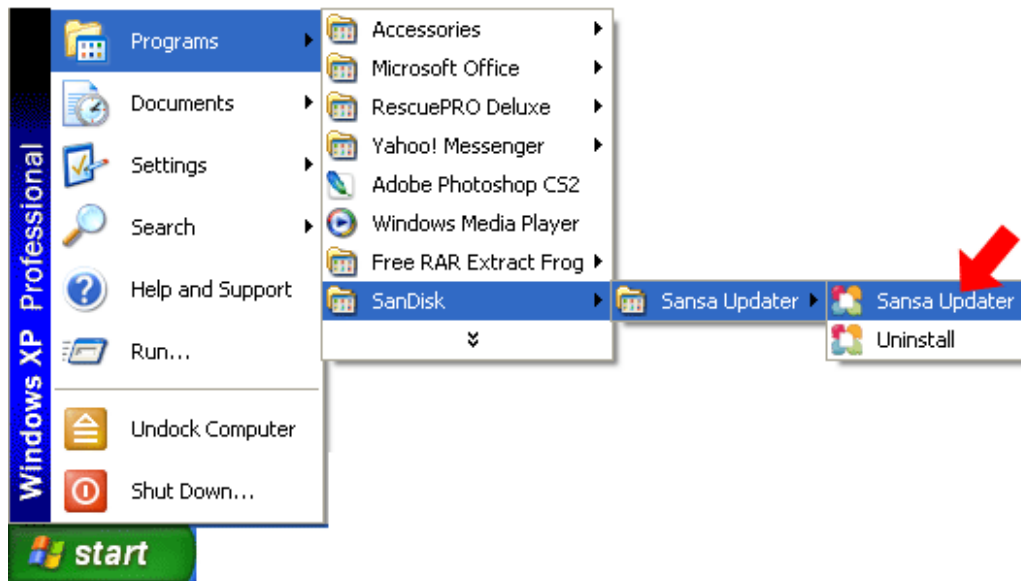 Windows XP Professional
Programs
Documents
Settings
Search
Help and Support
Run...
Undock Computer
Shut Down...
start
Accessories
Microsoft Office
RescuePRO Deluxe
Yahoo! Messenger
Adobe Photoshop CS2
Windows Media Player
Free RAR Extract Frog
SanDisk
Sansa Updater
Sansa Updater
Uninstall